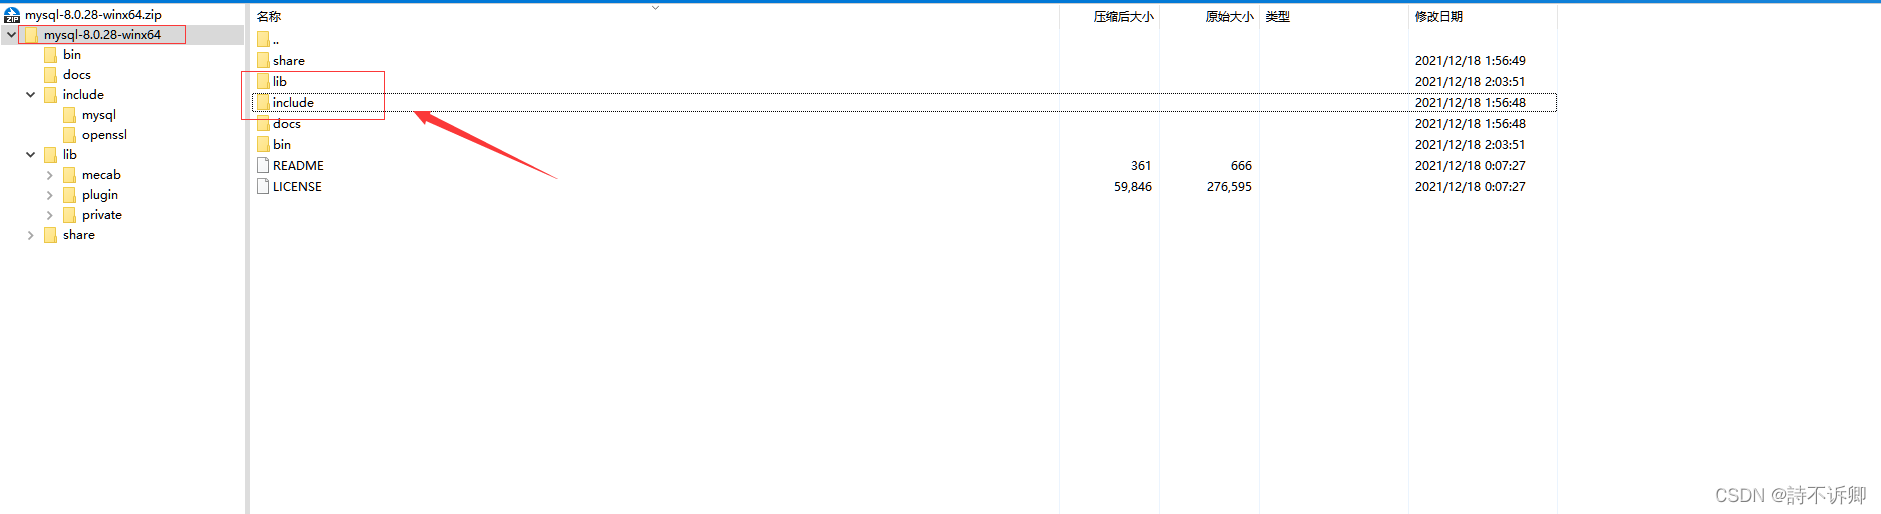 mysql-8.0.28-winx64.zip
mysql-8.0.28-winx64
bin
docs
include
mysql
openssl
lib
mecab
plugin
private
share
名称 压缩后大小 原始大小 类型 修改日期
..
share 2021/12/18 1:56:49
lib 2021/12/18 2:03:51
include 2021/12/18 1:56:48
docs 2021/12/18 1:56:48
bin 2021/12/18 2:03:51
README 361 666 2021/12/18 0:07:27
LICENSE 59,846 276,595 2021/12/18 0:07:27
CSDN @詩不诉卿